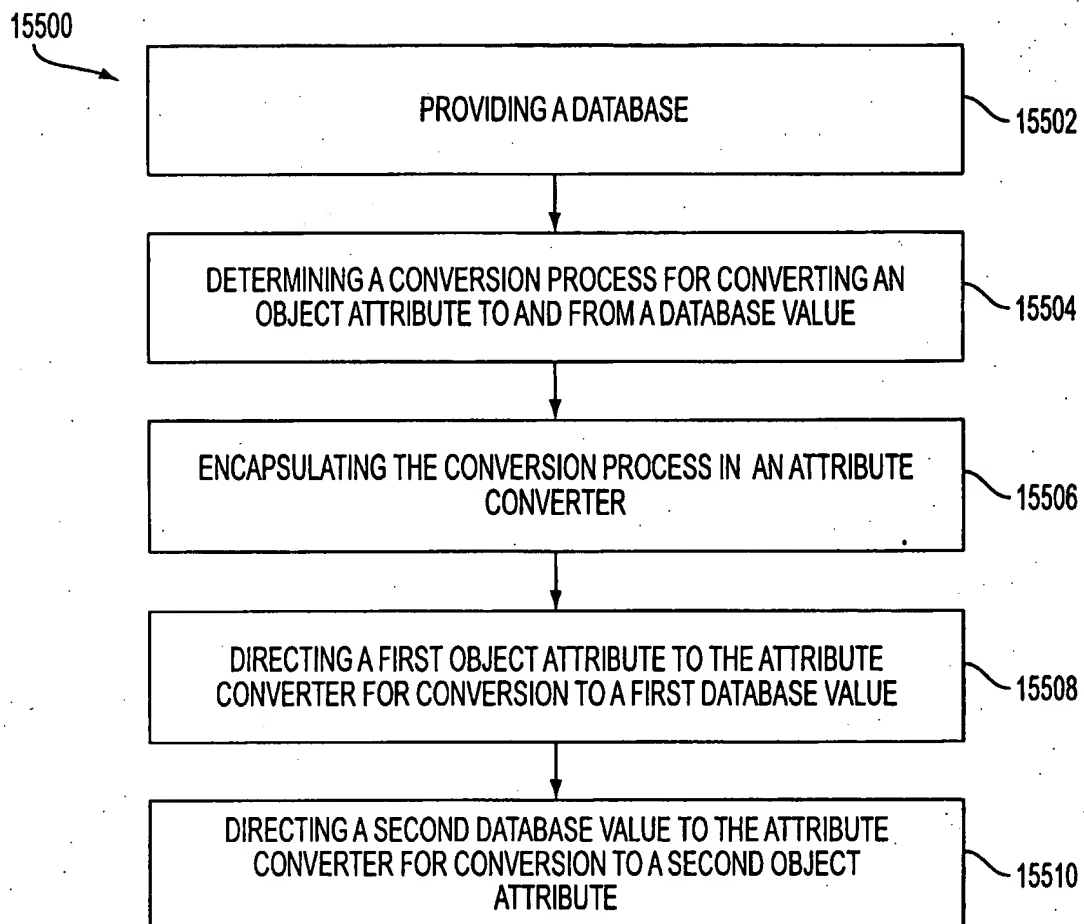 15500
PROVIDING A DATABASE
15502
DETERMINING A CONVERSION PROCESS FOR CONVERTING AN
OBJECT ATTRIBUTE TO AND FROM A DATABASE VALUE
15504
ENCAPSULATING THE CONVERSION PROCESS IN AN ATTRIBUTE
CONVERTER
15506
DIRECTING A FIRST OBJECT ATTRIBUTE TO THE ATTRIBUTE
CONVERTER FOR CONVERSION TO A FIRST DATABASE VALUE
15508
DIRECTING A SECOND DATABASE VALUE TO THE ATTRIBUTE
CONVERTER FOR CONVERSION TO A SECOND OBJECT
ATTRIBUTE
15510